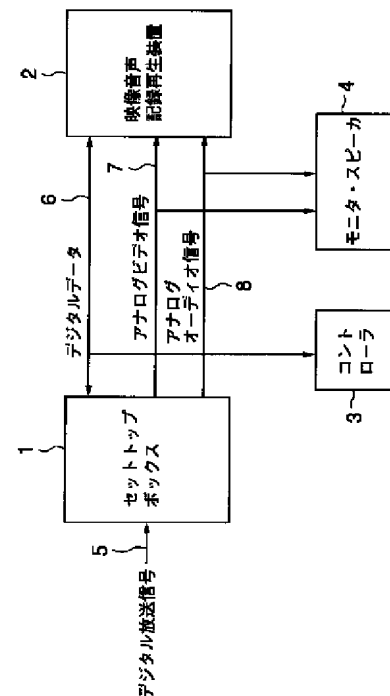 デジタル放送信号
5
1
セットトップ
ボックス
デジタルデータ
6
アナログビデオ信号
7
アナログ
オーディオ信号
8
2
映像音声
記録再生装置
コント
ローラ
3
モニタ・スピーカ
4